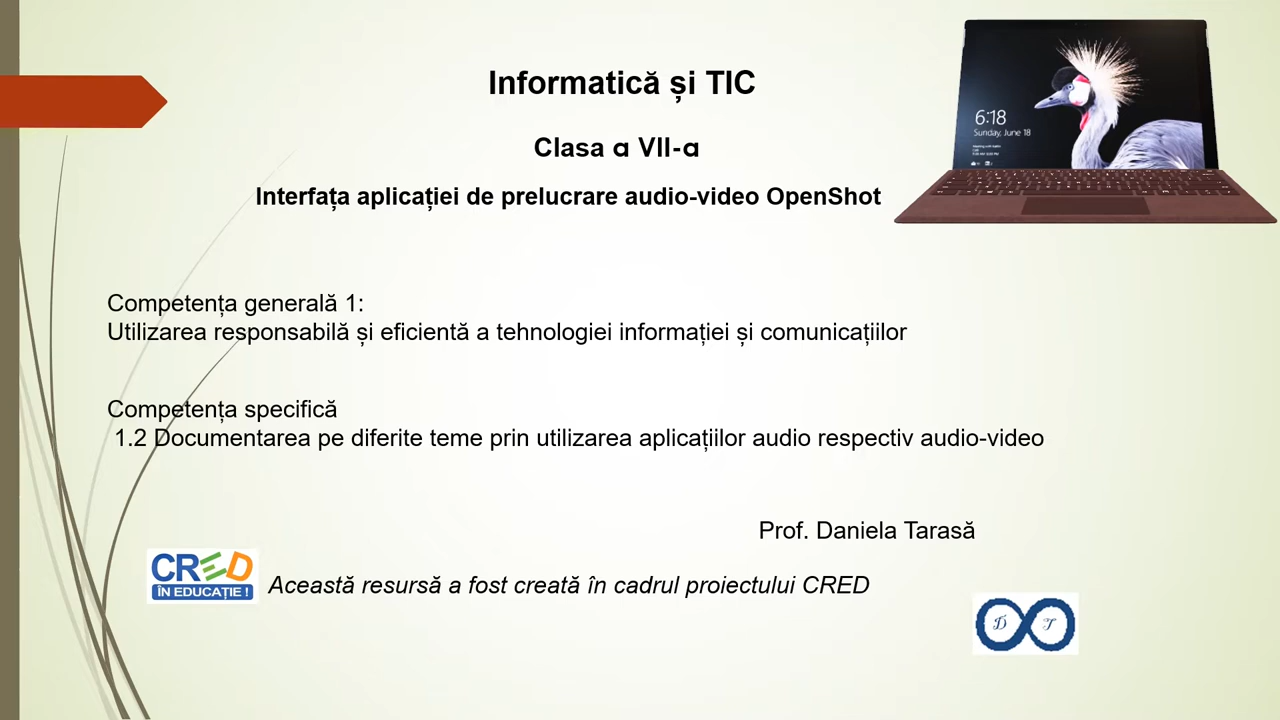 Informatică și TIC
6:18
Sunday, June 18
Clasa a VII-a
Interfața aplicației de prelucrare audio-video OpenShot
Competența generală 1:
Utilizarea responsabilă și eficientă a tehnologiei informației și comunicațiilor
Competența specifică
1.2 Documentarea pe diferite teme prin utilizarea aplicațiilor audio respectiv audio-video
Prof. Daniela Tarasă
CRED
ÎN EDUCAȚIE !
Această resursă a fost creată în cadrul proiectului CRED
D T